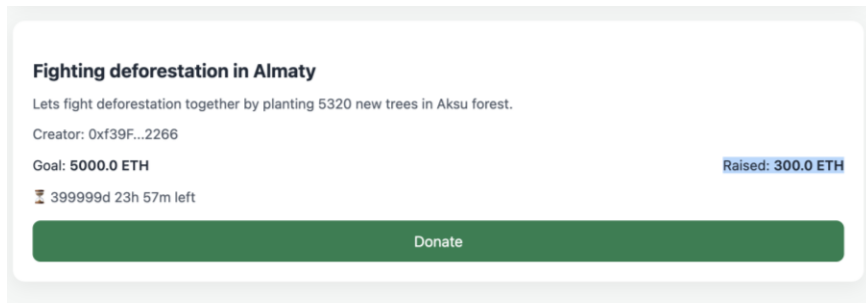 Fighting deforestation in Almaty
Lets fight deforestation together by planting 5320 new trees in Aksu forest.
Creator: 0xf39F...2266
Goal: 5000.0 ETH
Raised: 300.0 ETH
⏳ 399999d 23h 57m left
Donate